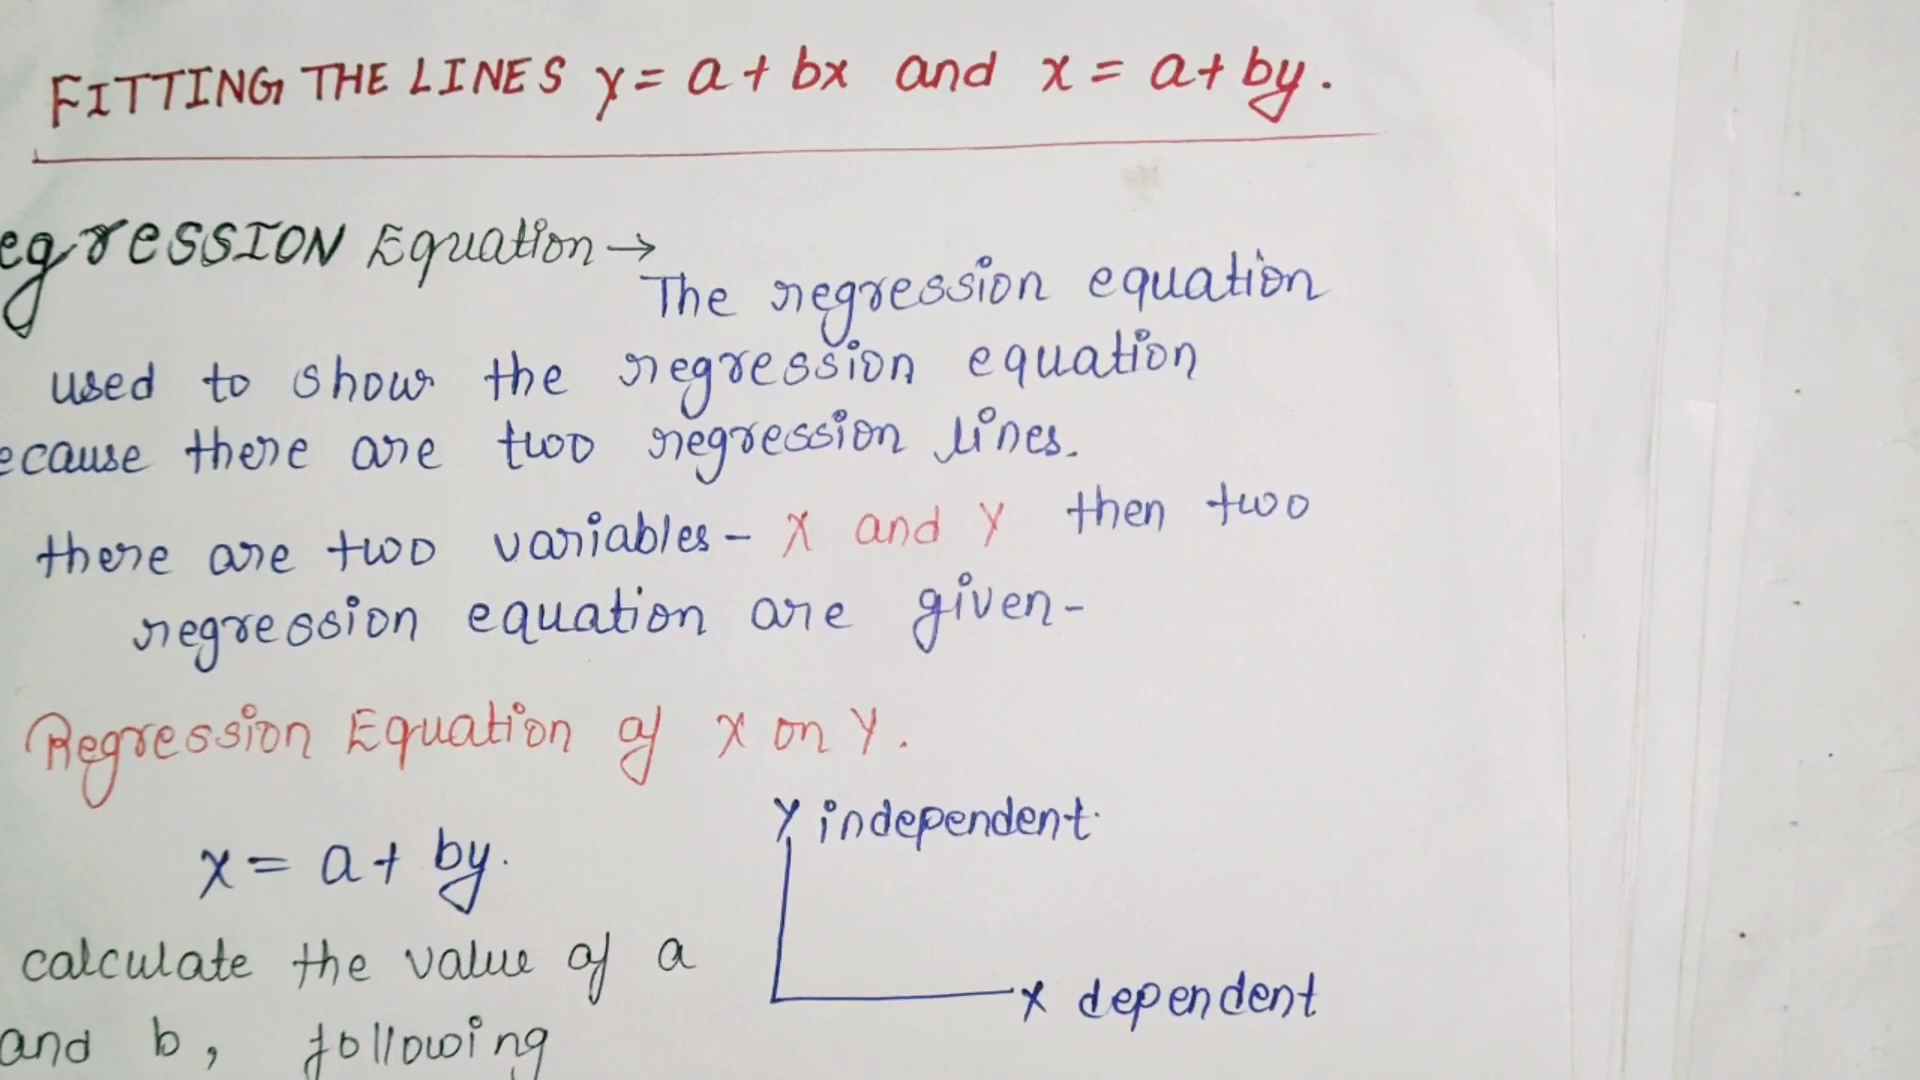 FITTING THE LINES y = a + bx and x = a + by.
egression Equation →
The regression equation
used to show the regression equation
ecause there are two regression lines.
there are two variables - X and Y then two
regression equation are given -
Regression Equation of X on Y.
x = a + by.
Y independent.
X dependent
calculate the value of a
and b, following